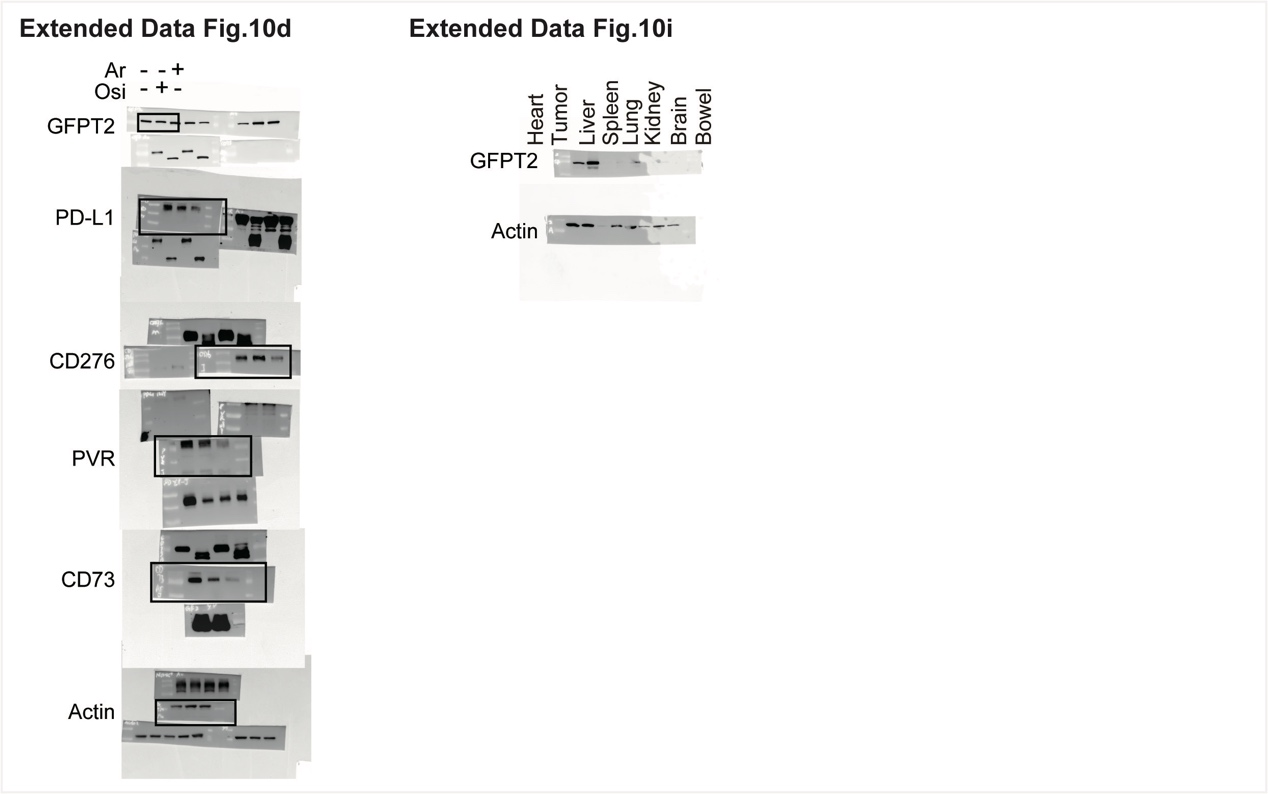 Extended Data Fig.10d
Ar - - +
Osi - + -
GFPT2
PD-L1
CD276
PVR
CD73
Actin
Extended Data Fig.10i
Heart
Tumor
Liver
Spleen
Lung
Kidney
Brain
Bowel
GFPT2
Actin